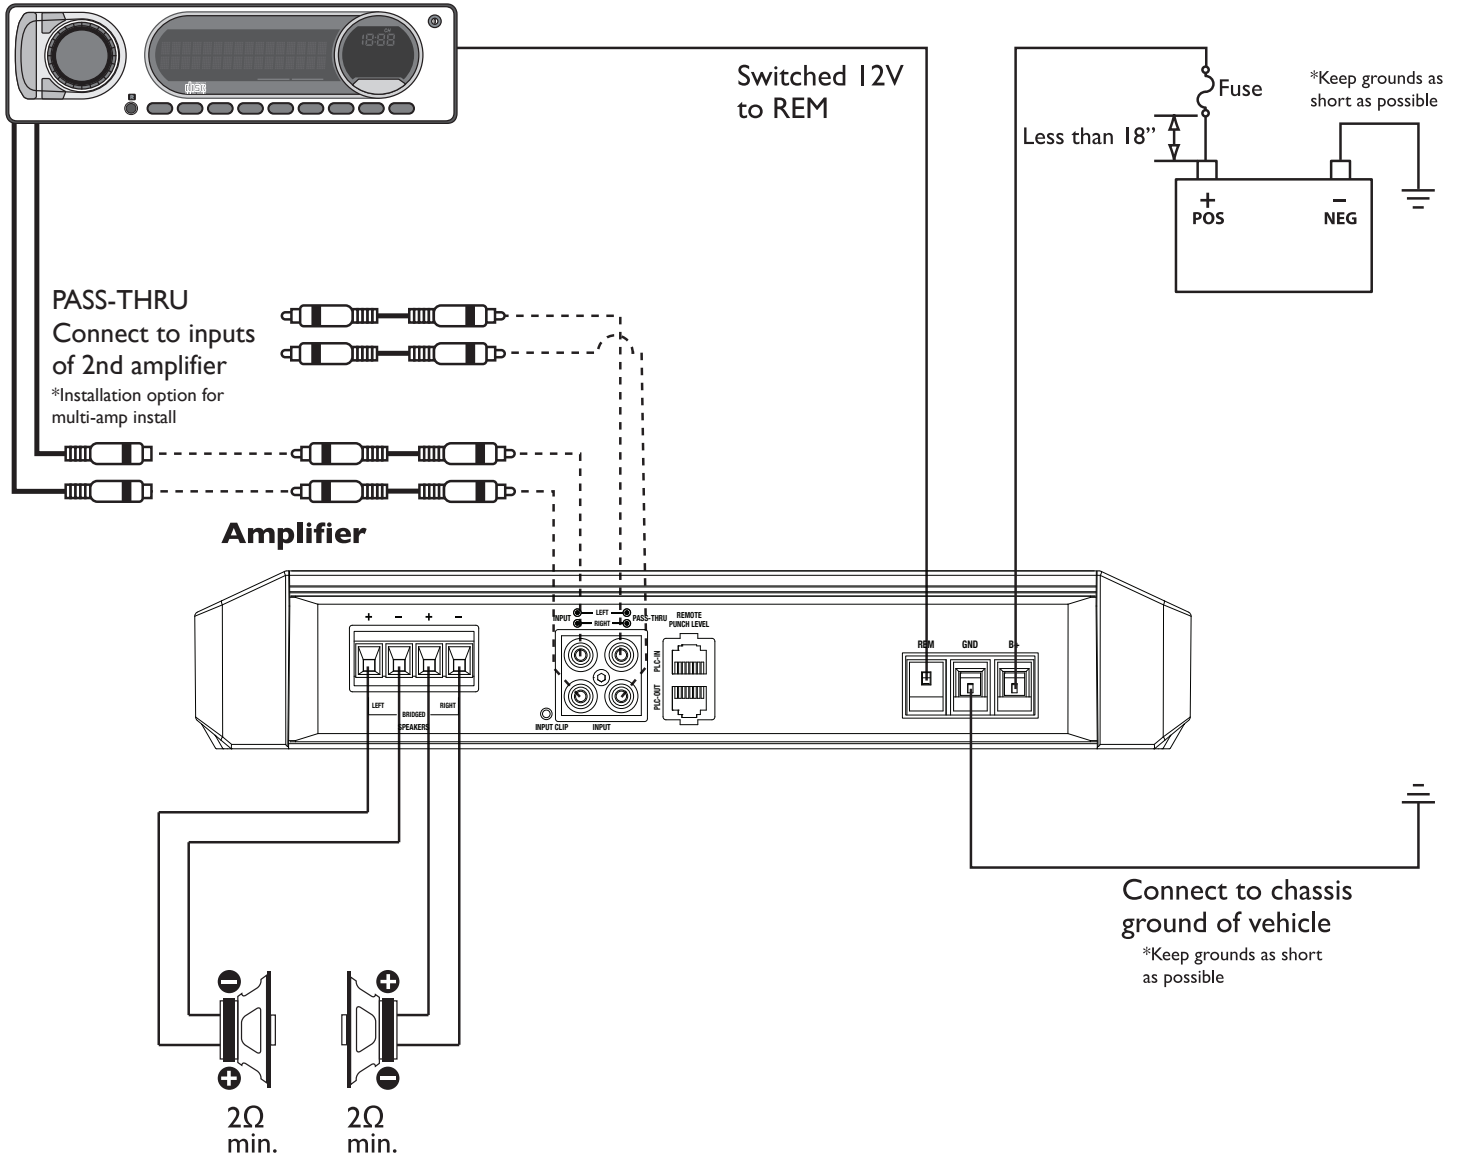 18:88
disc
Switched 12V
to REM
Fuse
*Keep grounds as
short as possible
Less than 18”
+
POS
−
NEG
PASS-THRU
Connect to inputs
of 2nd amplifier
*Installation option for
multi-amp install
Amplifier
+ − + −
LEFT
BRIDGED
RIGHT
SPEAKERS
INPUT
LEFT
RIGHT
PASS-THRU
INPUT CLIP
INPUT
REMOTE
PUNCH LEVEL
PLC-IN
PLC-OUT
REM
GND
B+
Connect to chassis
ground of vehicle
*Keep grounds as short
as possible
−
+
+
−
2Ω
min.
2Ω
min.